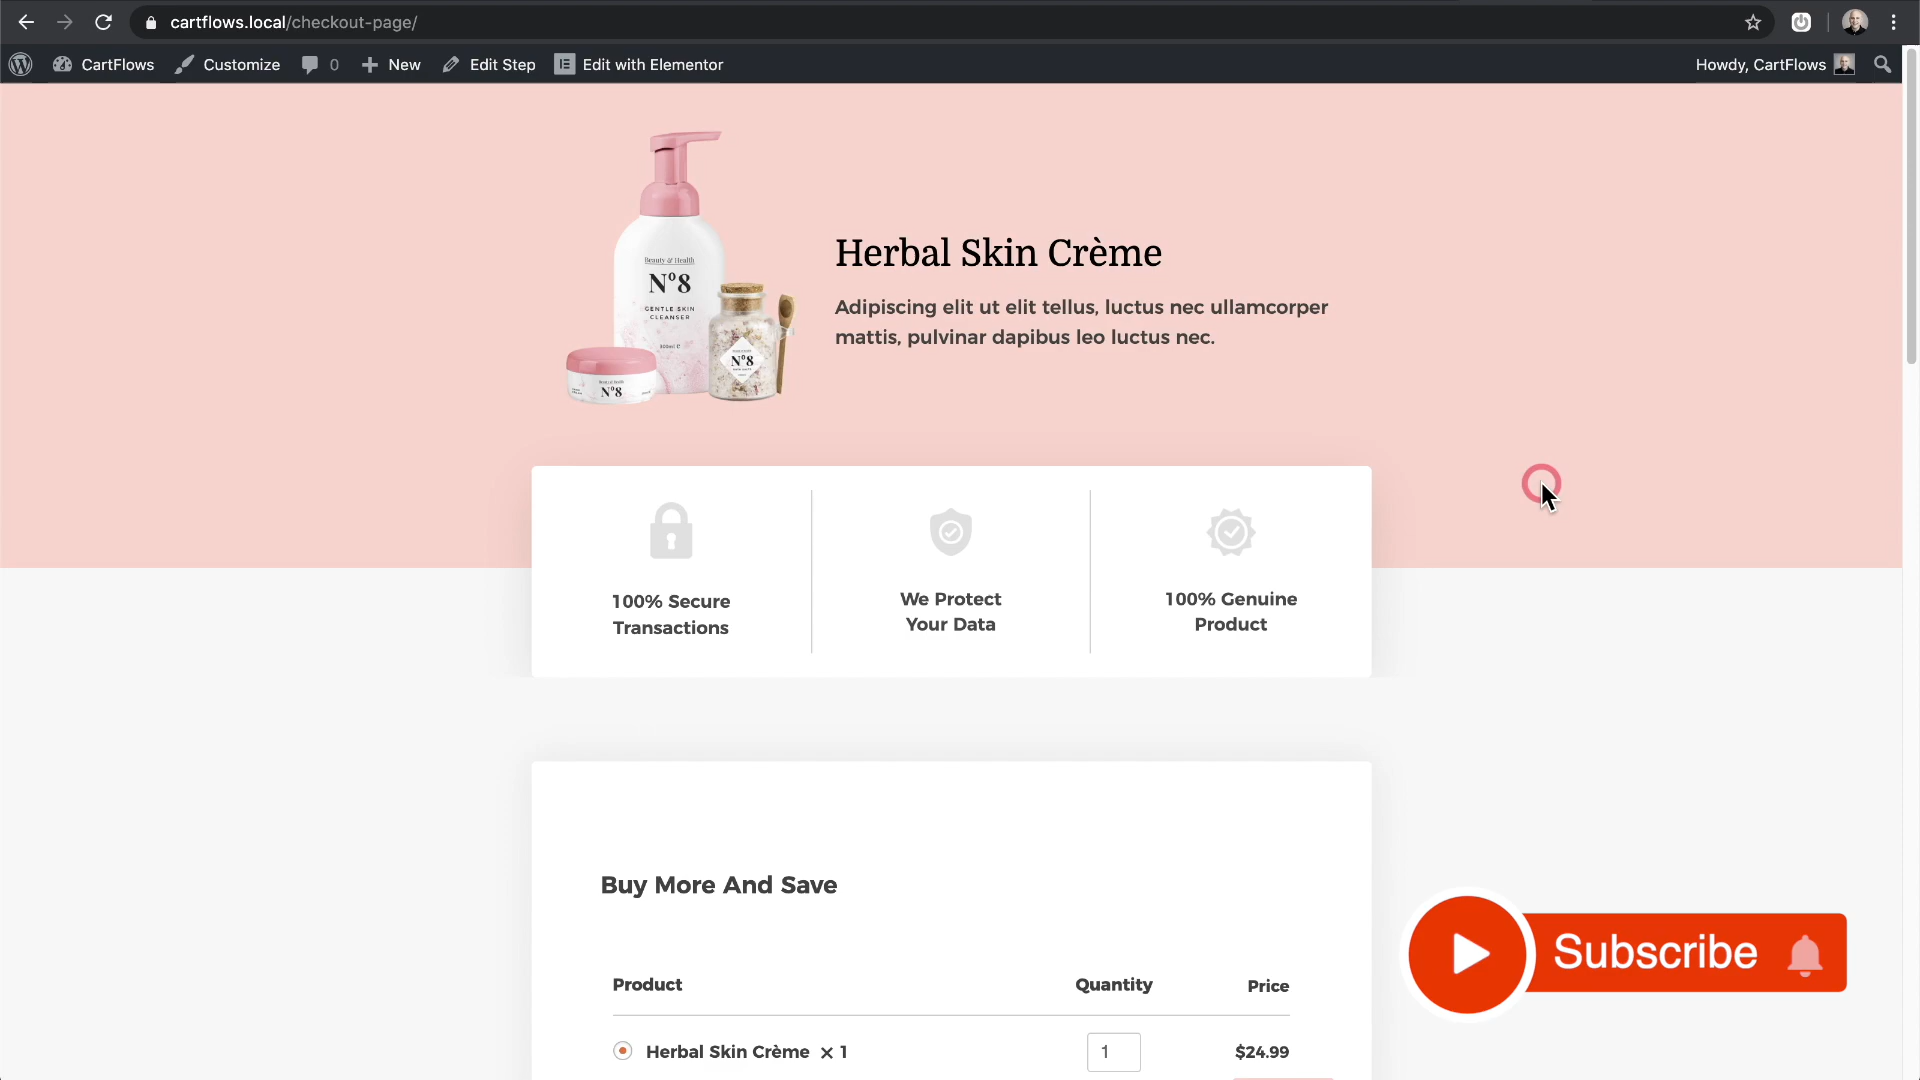 cartflows.local/checkout-page/
CartFlows
Customize
0
New
Edit Step
Edit with Elementor
Howdy, CartFlows
Beauty & Health
Nº8
GENTLE SKIN
CLEANSER
Nº8
Nº8
Herbal Skin Crème
Adipiscing elit ut elit tellus, luctus nec ullamcorper
mattis, pulvinar dapibus leo luctus nec.
100% Secure
Transactions
We Protect
Your Data
100% Genuine
Product
Buy More And Save
Product Quantity Price
Herbal Skin Crème × 1 1 $24.99
Subscribe